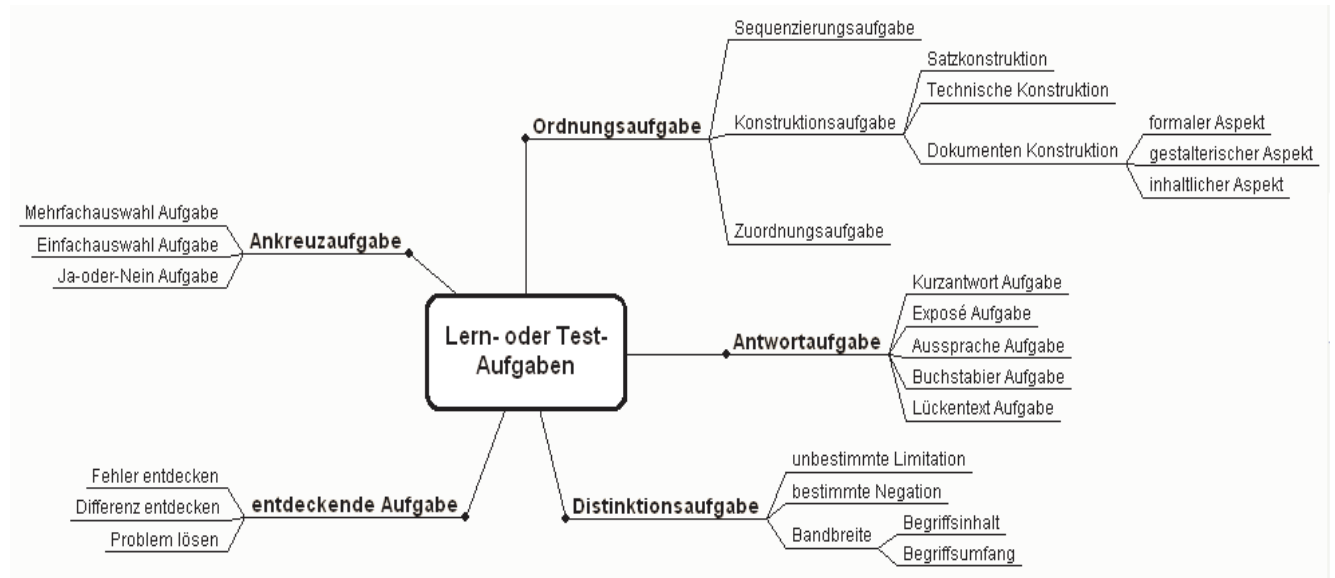 Sequenzierungsaufgabe
Satzkonstruktion
Technische Konstruktion
Ordnungsaufgabe
Konstruktionsaufgabe
formaler Aspekt
Dokumenten Konstruktion
gestalterischer Aspekt
inhaltlicher Aspekt
Zuordnungsaufgabe
Mehrfachauswahl Aufgabe
Einfachauswahl Aufgabe
Ja-oder-Nein Aufgabe
Ankreuzaufgabe
Lern- oder Test-
Aufgaben
Antwortaufgabe
Kurzantwort Aufgabe
Exposé Aufgabe
Aussprache Aufgabe
Buchstabier Aufgabe
Lückentext Aufgabe
Fehler entdecken
Differenz entdecken
Problem lösen
entdeckende Aufgabe
Distinktionsaufgabe
unbestimmte Limitation
bestimmte Negation
Bandbreite
Begriffsinhalt
Begriffsumfang